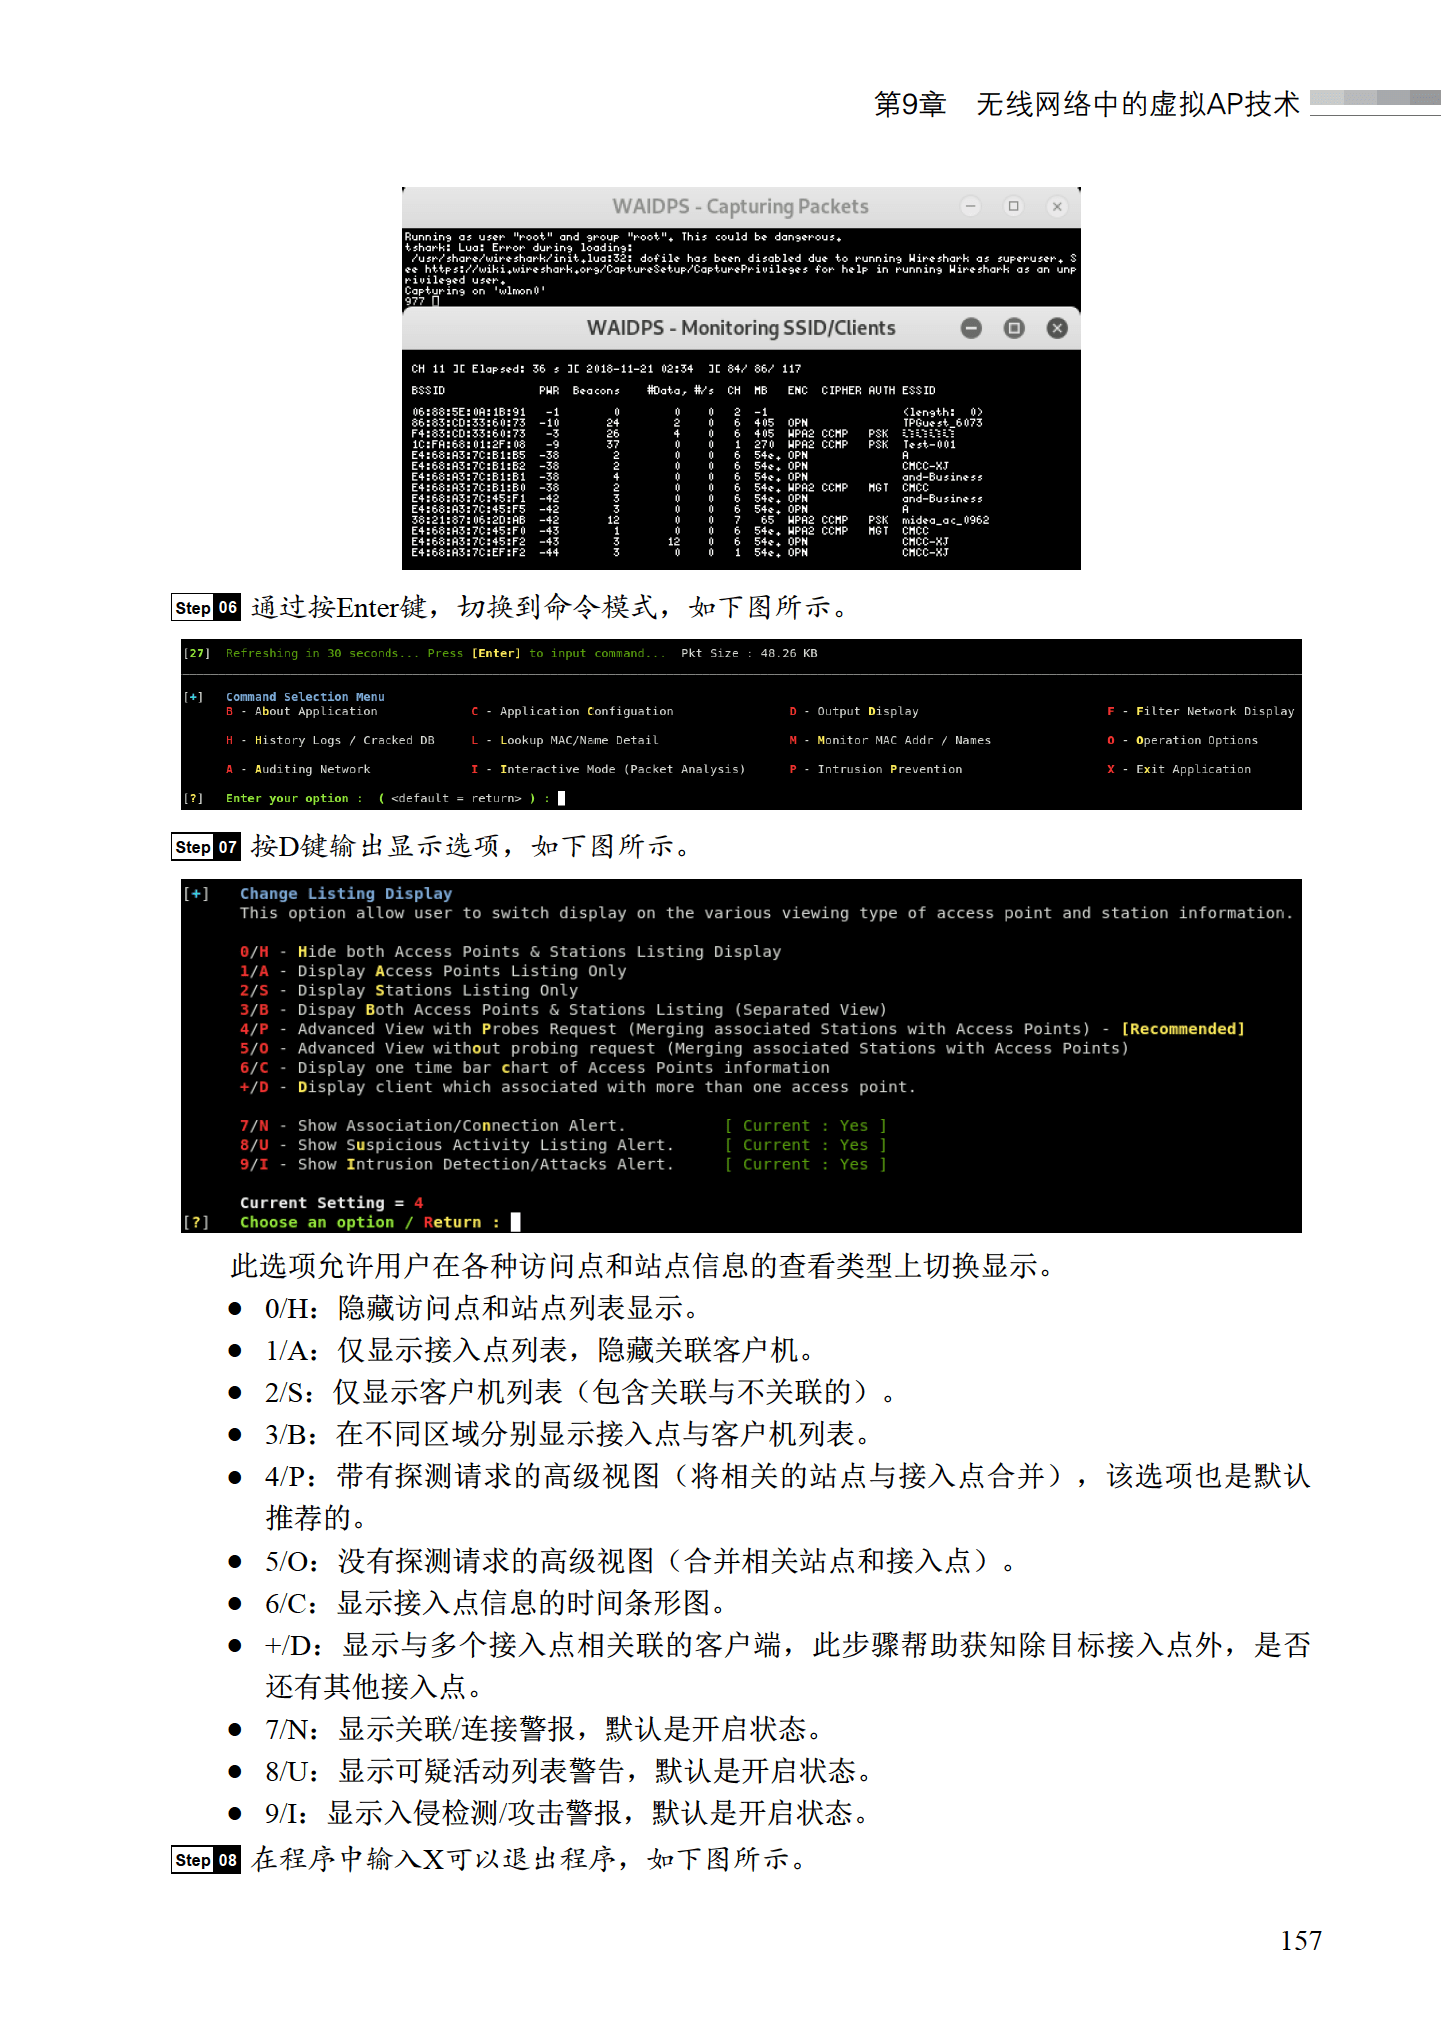 第9章 无线网络中的虚拟AP技术
WAIDPS - Capturing Packets
Running as user "root" and group "root". This could be dangerous.
tshark: Lua: Error during loading:
 /usr/share/wireshark/init.lua:32: dofile has been disabled due to running Wireshark as superuser. S
ee https://wiki.wireshark.org/CaptureSetup/CapturePrivileges for help in running Wireshark as an unp
rivileged user.
Capturing on 'wlmon0'
977
WAIDPS - Monitoring SSID/Clients
CH 11 ][ Elapsed: 36 s ][ 2018-11-21 02:34 ][ 84/ 86/ 117
BSSID PWR Beacons #Data, #/s CH MB ENC CIPHER AUTH ESSID
06:88:5E:0A:1B:91 -1 0 0 0 2 -1 <length: 0>
86:83:CD:33:60:73 -10 24 2 0 6 405 OPN TPGuest_6073
F4:83:CD:33:60:73 -3 26 4 0 6 405 WPA2 CCMP PSK
1C:FA:68:01:2F:08 -9 37 0 0 1 270 WPA2 CCMP PSK Test-001
E4:68:A3:7C:B1:B5 -38 2 0 0 6 54e. OPN A
E4:68:A3:7C:B1:B2 -38 2 0 0 6 54e. OPN CMCC-XJ
E4:68:A3:7C:B1:B1 -38 4 0 0 6 54e. OPN and-Business
E4:68:A3:7C:B1:B0 -38 2 0 0 6 54e. WPA2 CCMP MGT CMCC
E4:68:A3:7C:45:F1 -42 3 0 0 6 54e. OPN and-Business
E4:68:A3:7C:45:F5 -42 3 0 0 6 54e. OPN A
38:21:87:06:2D:AB -42 12 0 0 7 65 WPA2 CCMP PSK midea_ac_0962
E4:68:A3:7C:45:F0 -43 1 0 0 6 54e. WPA2 CCMP MGT CMCC
E4:68:A3:7C:45:F2 -43 3 12 0 6 54e. OPN CMCC-XJ
E4:68:A3:7C:EF:F2 -44 3 0 0 1 54e. OPN CMCC-XJ
Step 06 通过按Enter键，切换到命令模式，如下图所示。
[27] Refreshing in 30 seconds... Press [Enter] to input command... Pkt Size : 48.26 KB
[+] Command Selection Menu
B - About Application C - Application Configuation D - Output Display F - Filter Network Display
H - History Logs / Cracked DB L - Lookup MAC/Name Detail M - Monitor MAC Addr / Names O - Operation Options
A - Auditing Network I - Interactive Mode (Packet Analysis) P - Intrusion Prevention X - Exit Application
[?] Enter your option : ( <default = return> ) :
Step 07 按D键输出显示选项，如下图所示。
[+] Change Listing Display
This option allow user to switch display on the various viewing type of access point and station information.
0/H - Hide both Access Points & Stations Listing Display
1/A - Display Access Points Listing Only
2/S - Display Stations Listing Only
3/B - Dispay Both Access Points & Stations Listing (Separated View)
4/P - Advanced View with Probes Request (Merging associated Stations with Access Points) - [Recommended]
5/O - Advanced View without probing request (Merging associated Stations with Access Points)
6/C - Display one time bar chart of Access Points information
+/D - Display client which associated with more than one access point.
7/N - Show Association/Connection Alert. [ Current : Yes ]
8/U - Show Suspicious Activity Listing Alert. [ Current : Yes ]
9/I - Show Intrusion Detection/Attacks Alert. [ Current : Yes ]
Current Setting = 4
[?] Choose an option / Return :
此选项允许用户在各种访问点和站点信息的查看类型上切换显示。
● 0/H：隐藏访问点和站点列表显示。
● 1/A：仅显示接入点列表，隐藏关联客户机。
● 2/S：仅显示客户机列表（包含关联与不关联的）。
● 3/B：在不同区域分别显示接入点与客户机列表。
● 4/P：带有探测请求的高级视图（将相关的站点与接入点合并），该选项也是默认
推荐的。
● 5/O：没有探测请求的高级视图（合并相关站点和接入点）。
● 6/C：显示接入点信息的时间条形图。
● +/D：显示与多个接入点相关联的客户端，此步骤帮助获知除目标接入点外，是否
还有其他接入点。
● 7/N：显示关联/连接警报，默认是开启状态。
● 8/U：显示可疑活动列表警告，默认是开启状态。
● 9/I：显示入侵检测/攻击警报，默认是开启状态。
Step 08 在程序中输入X可以退出程序，如下图所示。
157